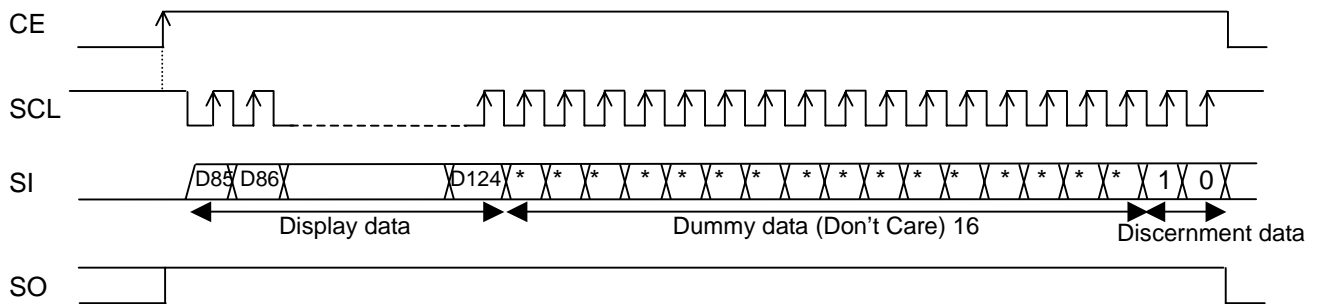 CE
SCL
SI D85 D86 D124 * * * * * * * * * * * * * * * * 1 0
Display data Dummy data (Don't Care) 16 Discernment data
SO